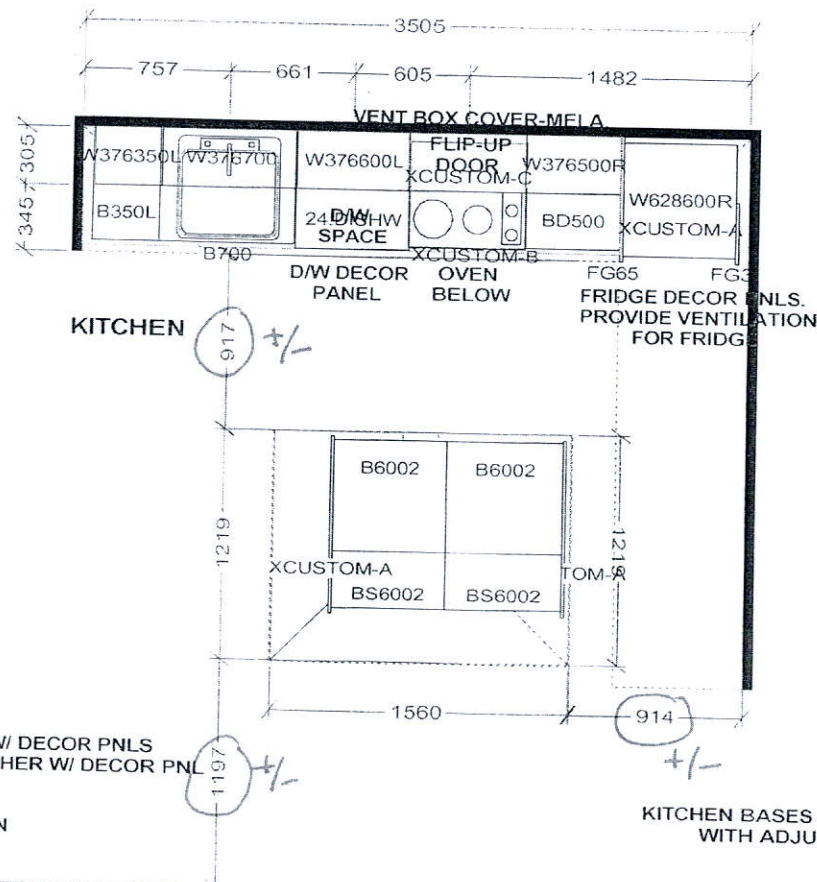 3505
757 661 605 1482
VENT BOX COVER-MELA
305
345
W376350L W376700 W376600L FLIP-UP DOOR W376500R
XCUSTOM-C
W628600R
B350L 24 D/W BD500 XCUSTOM-A
SPACE
B700 XCUSTOM-B
D/W DECOR PANEL
OVEN BELOW
FG65 FG3
FRIDGE DECOR PNLS.
PROVIDE VENTILATION
FOR FRIDGE
KITCHEN
917 +/-
B6002 B6002
1219 1219
XCUSTOM-A TOM-A
BS6002 BS6002
1560 914
+/-
W/ DECOR PNLS
HER W/ DECOR PNL
1197 +/-
N
KITCHEN BASES
WITH ADJU